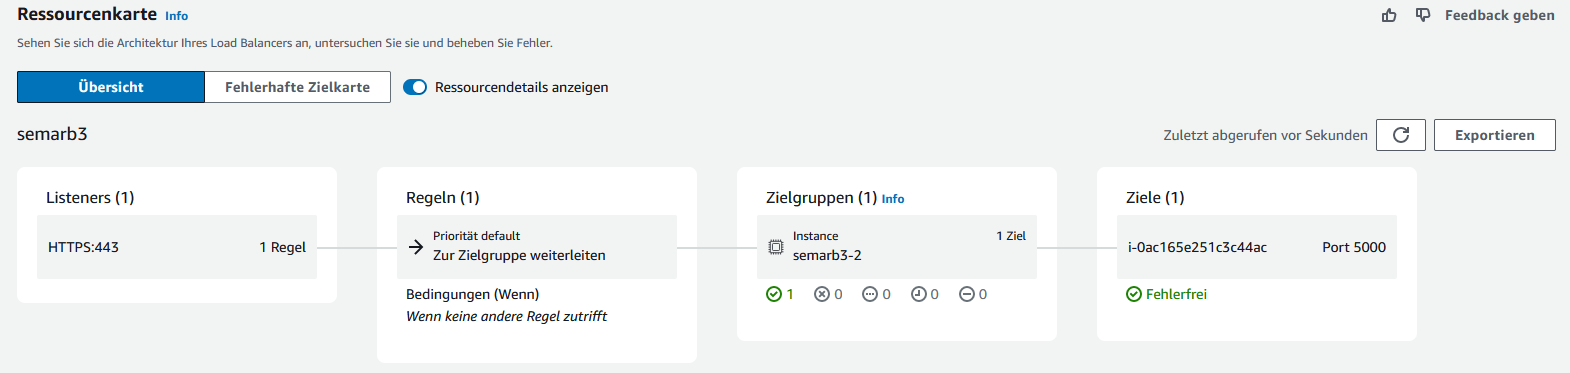 Ressourcenkarte Info
Feedback geben
Sehen Sie sich die Architektur Ihres Load Balancers an, untersuchen Sie sie und beheben Sie Fehler.
Übersicht
Fehlerhafte Zielkarte
Ressourcendetails anzeigen
semarb3
Zuletzt abgerufen vor Sekunden
Exportieren
Listeners (1)
HTTPS:443 1 Regel
Regeln (1)
Priorität default
Zur Zielgruppe weiterleiten
Bedingungen (Wenn)
Wenn keine andere Regel zutrifft
Zielgruppen (1) Info
Instance 1 Ziel
semarb3-2
1 0 0 0 0
Ziele (1)
i-0ac165e251c3c44ac Port 5000
Fehlerfrei